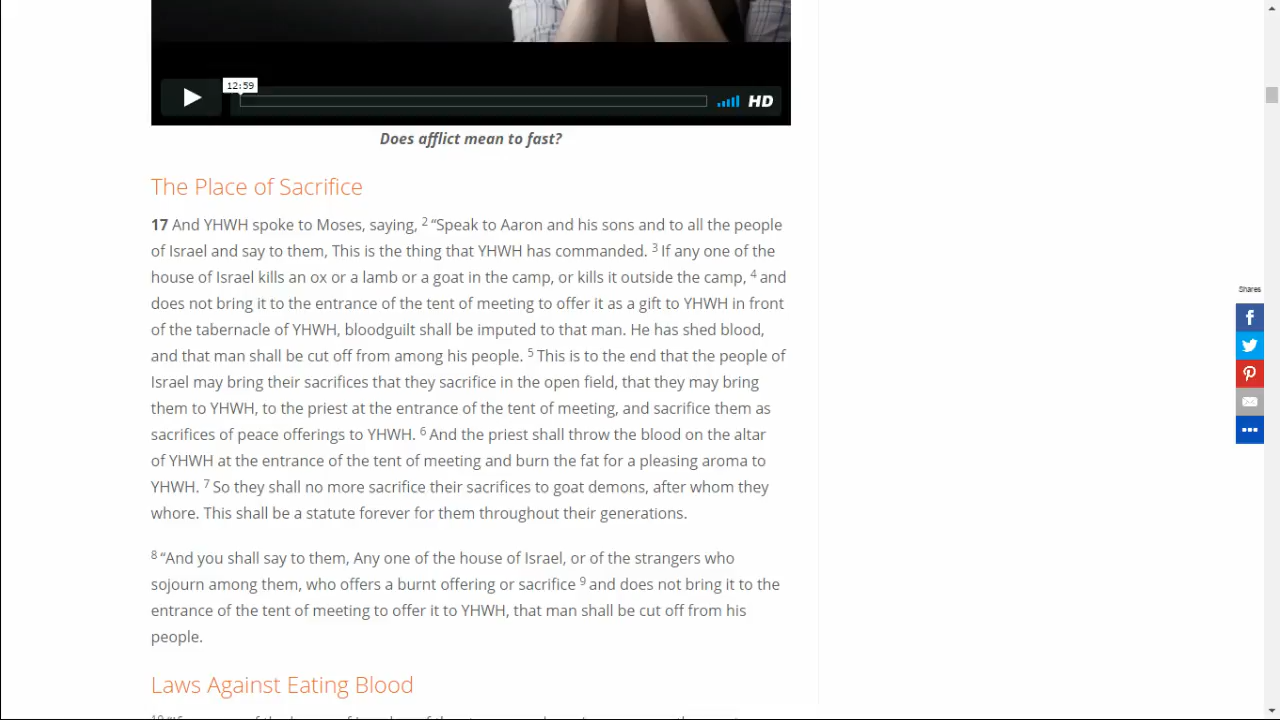 12:59
HD
Does afflict mean to fast?
The Place of Sacrifice
17 And YHWH spoke to Moses, saying, 2 “Speak to Aaron and his sons and to all the people
of Israel and say to them, This is the thing that YHWH has commanded. 3 If any one of the
house of Israel kills an ox or a lamb or a goat in the camp, or kills it outside the camp, 4 and
does not bring it to the entrance of the tent of meeting to offer it as a gift to YHWH in front
of the tabernacle of YHWH, bloodguilt shall be imputed to that man. He has shed blood,
and that man shall be cut off from among his people. 5 This is to the end that the people of
Israel may bring their sacrifices that they sacrifice in the open field, that they may bring
them to YHWH, to the priest at the entrance of the tent of meeting, and sacrifice them as
sacrifices of peace offerings to YHWH. 6 And the priest shall throw the blood on the altar
of YHWH at the entrance of the tent of meeting and burn the fat for a pleasing aroma to
YHWH. 7 So they shall no more sacrifice their sacrifices to goat demons, after whom they
whore. This shall be a statute forever for them throughout their generations.
8 “And you shall say to them, Any one of the house of Israel, or of the strangers who
sojourn among them, who offers a burnt offering or sacrifice 9 and does not bring it to the
entrance of the tent of meeting to offer it to YHWH, that man shall be cut off from his
people.
Laws Against Eating Blood
Shares